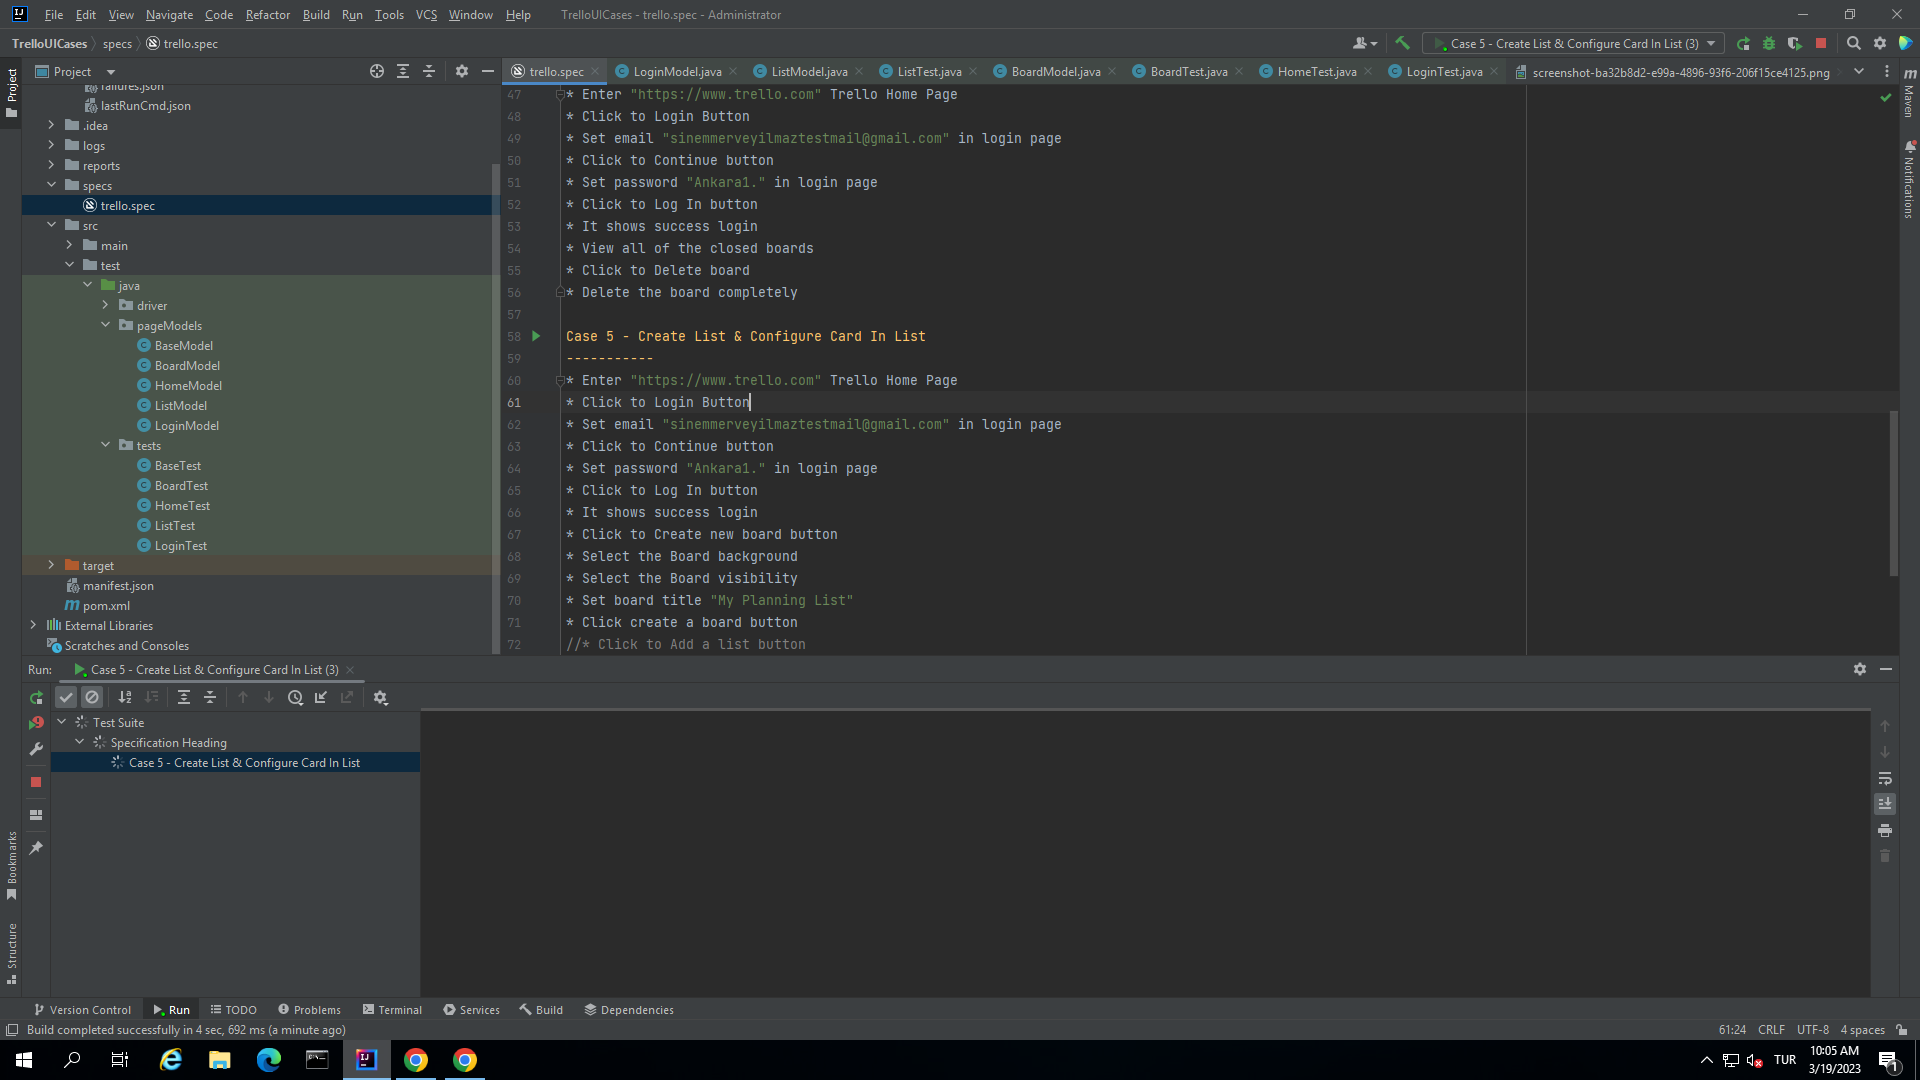 File Edit View Navigate Code Refactor Build Run Tools VCS Window Help TrelloUICases - trello.spec - Administrator
TrelloUICases specs trello.spec
Case 5 - Create List & Configure Card In List (3)
Project
trello.spec LoginModel.java ListModel.java ListTest.java BoardModel.java BoardTest.java HomeTest.java LoginTest.java screenshot-ba32b8d2-e99a-4896-93f6-206f15ce4125.png
Project
Bookmarks
Structure
Maven
Notifications
failures.json
lastRunCmd.json
.idea
logs
reports
specs
trello.spec
src
main
test
java
driver
pageModels
BaseModel
BoardModel
HomeModel
ListModel
LoginModel
tests
BaseTest
BoardTest
HomeTest
ListTest
LoginTest
target
manifest.json
pom.xml
External Libraries
Scratches and Consoles
47 * Enter "https://www.trello.com" Trello Home Page
48 * Click to Login Button
49 * Set email "sinemmerveyilmaztestmail@gmail.com" in login page
50 * Click to Continue button
51 * Set password "Ankara1." in login page
52 * Click to Log In button
53 * It shows success login
54 * View all of the closed boards
55 * Click to Delete board
56 * Delete the board completely
57
58 Case 5 - Create List & Configure Card In List
59 -----------
60 * Enter "https://www.trello.com" Trello Home Page
61 * Click to Login Button
62 * Set email "sinemmerveyilmaztestmail@gmail.com" in login page
63 * Click to Continue button
64 * Set password "Ankara1." in login page
65 * Click to Log In button
66 * It shows success login
67 * Click to Create new board button
68 * Select the Board background
69 * Select the Board visibility
70 * Set board title "My Planning List"
71 * Click create a board button
72 //* Click to Add a list button
Run: Case 5 - Create List & Configure Card In List (3)
Test Suite
Specification Heading
Case 5 - Create List & Configure Card In List
Version Control Run TODO Problems Terminal Services Build Dependencies
Build completed successfully in 4 sec, 692 ms (a minute ago) 61:24 CRLF UTF-8 4 spaces
TUR
10:05 AM
3/19/2023
1